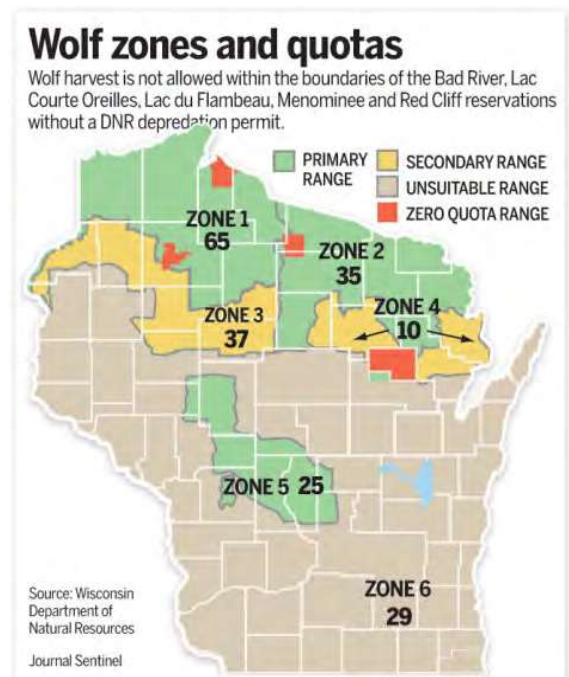 Wolf zones and quotas
Wolf harvest is not allowed within the boundaries of the Bad River, Lac
Courte Oreilles, Lac du Flambeau, Menominee and Red Cliff reservations
without a DNR depredation permit.
PRIMARY
RANGE
SECONDARY RANGE
UNSUITABLE RANGE
ZERO QUOTA RANGE
ZONE 1
65
ZONE 2
35
ZONE 3
37
ZONE 4
10
ZONE 5 25
ZONE 6
29
Source: Wisconsin
Department of
Natural Resources
Journal Sentinel